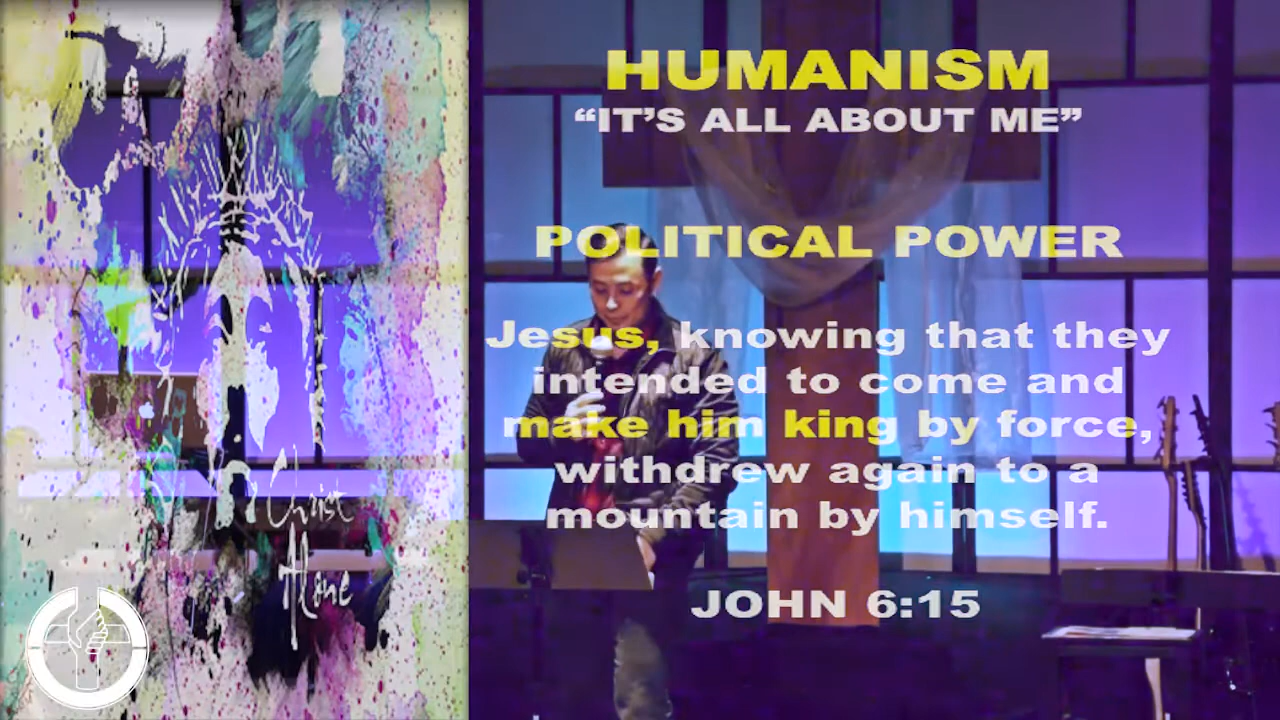 HUMANISM
“IT’S ALL ABOUT ME”
POLITICAL POWER
Jesus, knowing that they
intended to come and
make him king by force,
withdrew again to a
mountain by himself.
JOHN 6:15
Christ
Alone